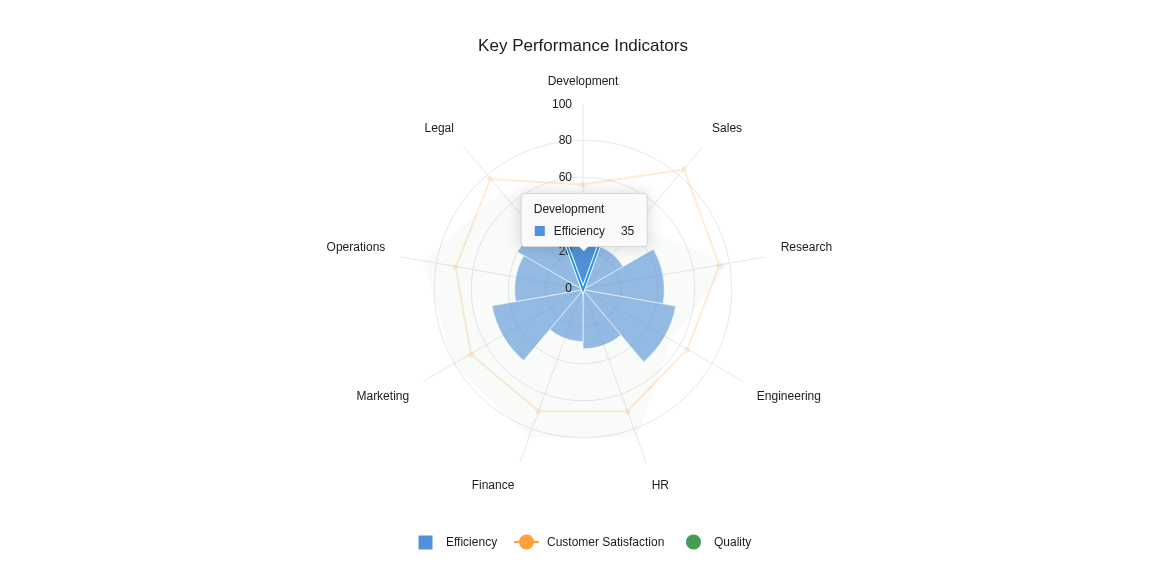 Key Performance Indicators
Development
100
Legal
Sales
80
60
Development
Efficiency 35
Operations
Research
0
Marketing
Engineering
Finance
HR
Efficiency
Customer Satisfaction
Quality